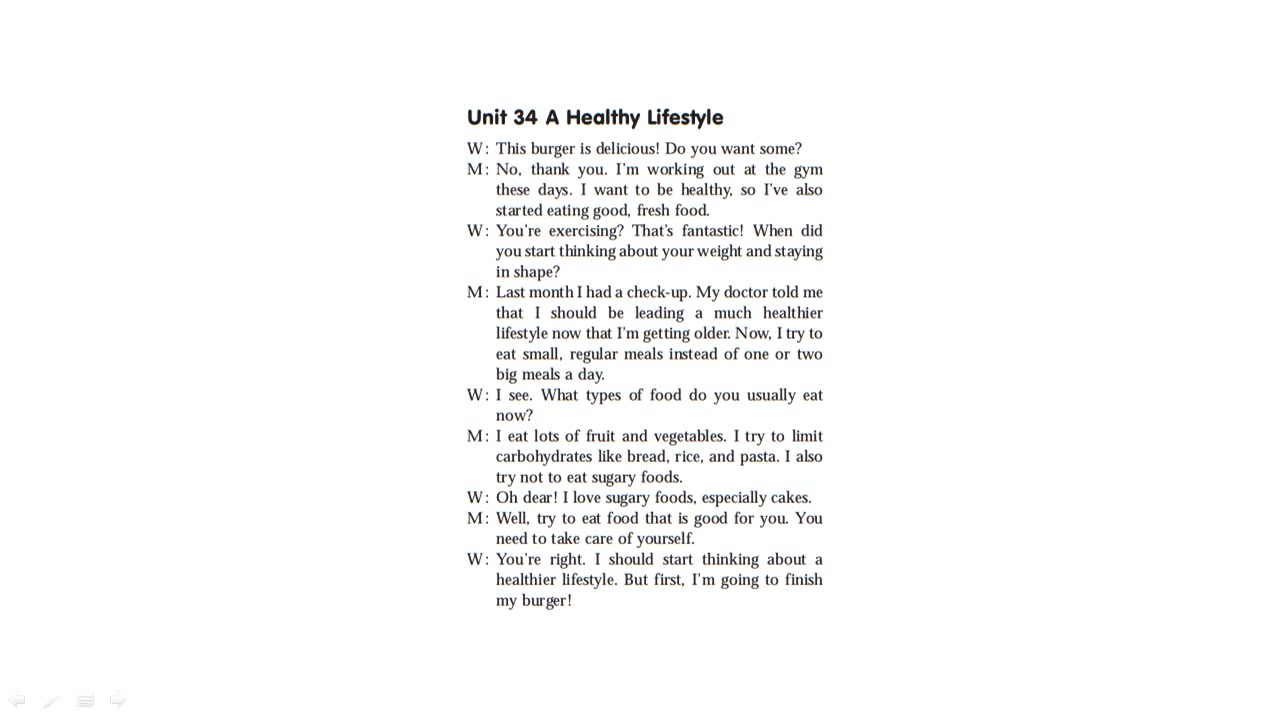 Unit 34 A Healthy Lifestyle
W: This burger is delicious! Do you want some?
M: No, thank you. I'm working out at the gym
these days. I want to be healthy, so I've also
started eating good, fresh food.
W: You're exercising? That's fantastic! When did
you start thinking about your weight and staying
in shape?
M: Last month I had a check-up. My doctor told me
that I should be leading a much healthier
lifestyle now that I'm getting older. Now, I try to
eat small, regular meals instead of one or two
big meals a day.
W: I see. What types of food do you usually eat
now?
M: I eat lots of fruit and vegetables. I try to limit
carbohydrates like bread, rice, and pasta. I also
try not to eat sugary foods.
W: Oh dear! I love sugary foods, especially cakes.
M: Well, try to eat food that is good for you. You
need to take care of yourself.
W: You're right. I should start thinking about a
healthier lifestyle. But first, I'm going to finish
my burger!